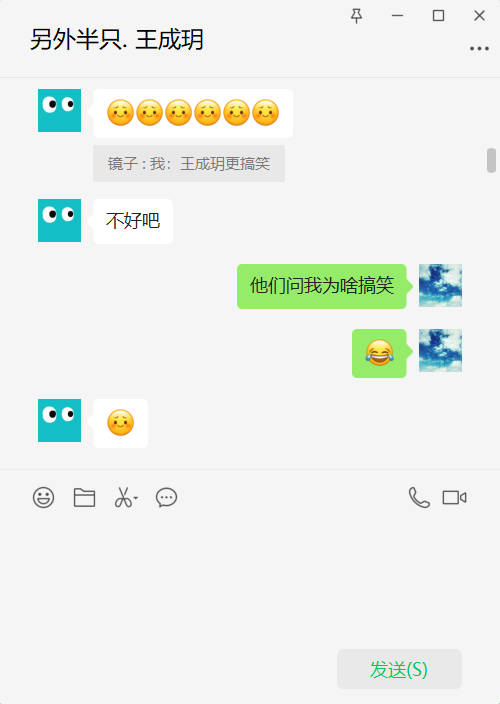 另外半只. 王成玥
☺️☺️☺️☺️☺️☺️
镜子 : 我：王成玥更搞笑
不好吧
他们问我为啥搞笑
😂
☺️
发送(S)